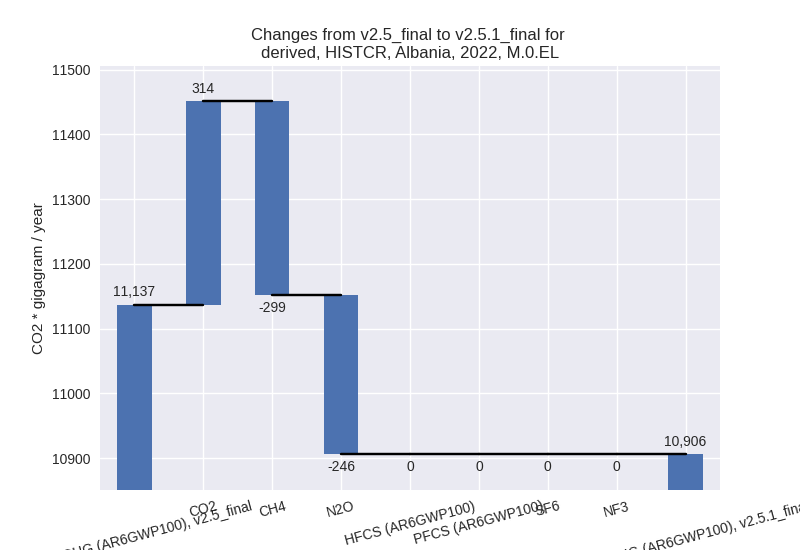 Changes from v2.5_final to v2.5.1_final for
derived, HISTCR, Albania, 2022, M.0.EL
CO2 * gigagram / year
11500
11400
11300
11200
11100
11000
10900
11,137
314
-299
-246
0
0
0
0
10,906
(AR6GWP100), v2.5_final
CO2
CH4
N2O
HFCS (AR6GWP100)
PFCS (AR6GWP100)
SF6
NF3
(AR6GWP100), v2.5.1_final